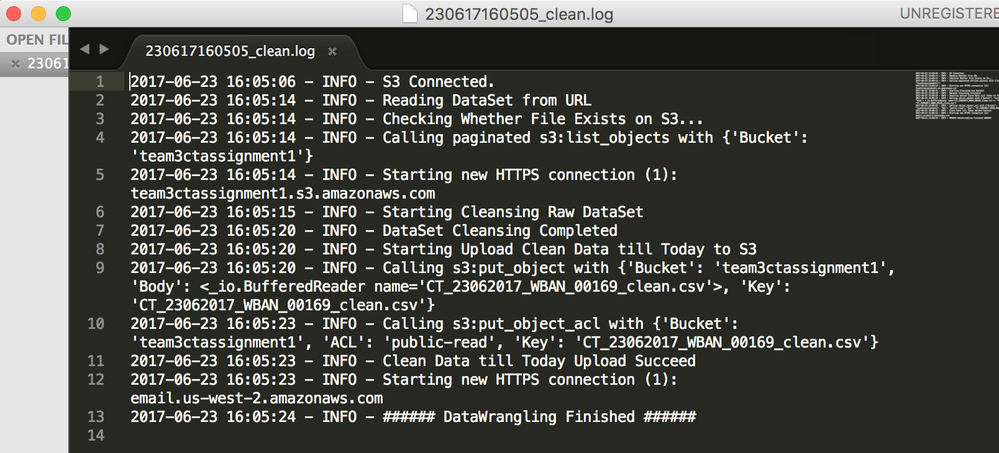 230617160505_clean.log
UNREGISTERE
OPEN FIL
230617160505_clean.log
23061
1 2017-06-23 16:05:06 - INFO - S3 Connected.
2 2017-06-23 16:05:14 - INFO - Reading DataSet from URL
3 2017-06-23 16:05:14 - INFO - Checking Whether File Exists on S3...
4 2017-06-23 16:05:14 - INFO - Calling paginated s3:list_objects with {'Bucket':
'team3ctassignment1'}
5 2017-06-23 16:05:14 - INFO - Starting new HTTPS connection (1):
team3ctassignment1.s3.amazonaws.com
6 2017-06-23 16:05:15 - INFO - Starting Cleansing Raw DataSet
7 2017-06-23 16:05:20 - INFO - DataSet Cleansing Completed
8 2017-06-23 16:05:20 - INFO - Starting Upload Clean Data till Today to S3
9 2017-06-23 16:05:20 - INFO - Calling s3:put_object with {'Bucket': 'team3ctassignment1',
'Body': <_io.BufferedReader name='CT_23062017_WBAN_00169_clean.csv'>, 'Key':
'CT_23062017_WBAN_00169_clean.csv'}
10 2017-06-23 16:05:23 - INFO - Calling s3:put_object_acl with {'Bucket':
'team3ctassignment1', 'ACL': 'public-read', 'Key': 'CT_23062017_WBAN_00169_clean.csv'}
11 2017-06-23 16:05:23 - INFO - Clean Data till Today Upload Succeed
12 2017-06-23 16:05:23 - INFO - Starting new HTTPS connection (1):
email.us-west-2.amazonaws.com
13 2017-06-23 16:05:24 - INFO - ###### DataWrangling Finished ######
14